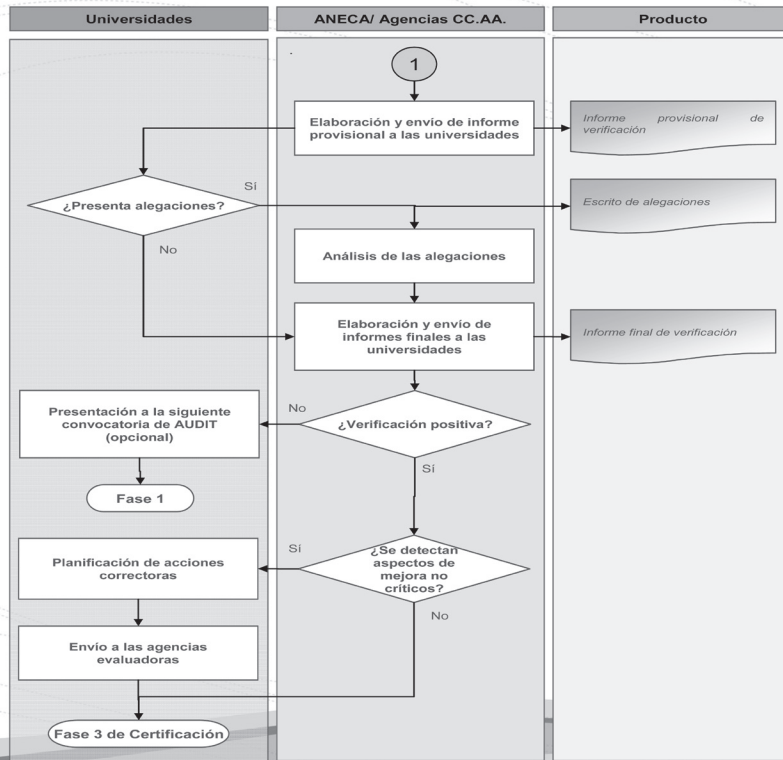 Universidades
ANECA/ Agencias CC.AA.
Producto
1
Elaboración y envío de informe
provisional a las universidades
Informe provisional de
verificación
Sí
¿Presenta alegaciones?
Escrito de alegaciones
No
Análisis de las alegaciones
Elaboración y envío de
informes finales a las
universidades
Informe final de verificación
Presentación a la siguiente
convocatoria de AUDIT
(opcional)
No
¿Verificación positiva?
Sí
Fase 1
Planificación de acciones
correctoras
Sí
¿Se detectan
aspectos de
mejora no
críticos?
No
Envío a las agencias
evaluadoras
Fase 3 de Certificación